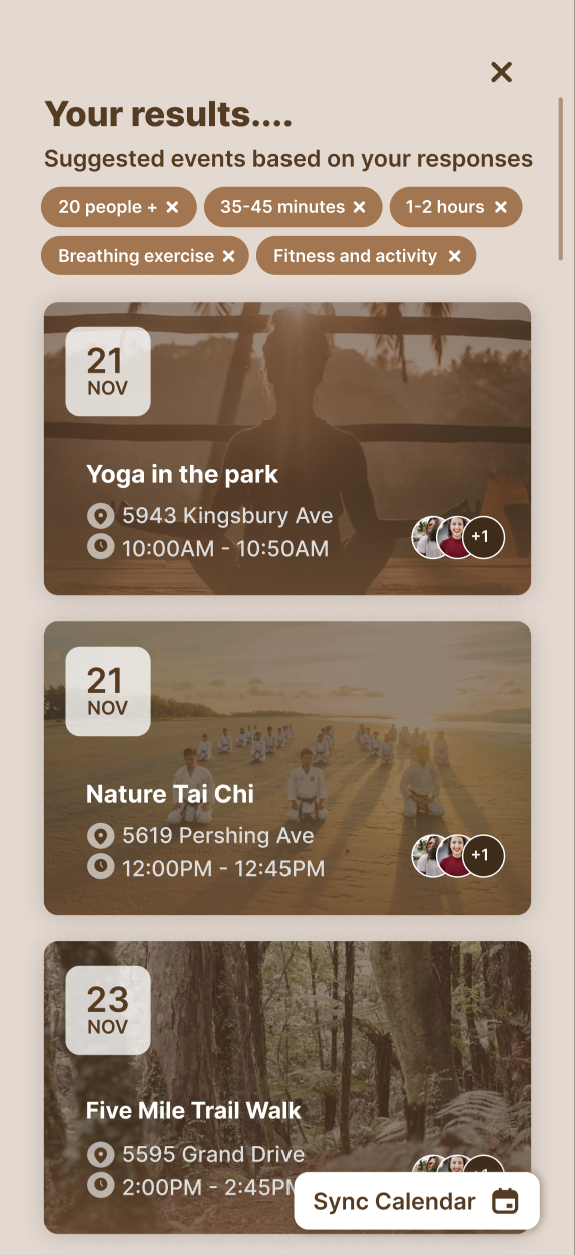 Your results....
Suggested events based on your responses
20 people + 35-45 minutes 1-2 hours
Breathing exercise Fitness and activity
21
NOV
Yoga in the park
5943 Kingsbury Ave
10:00AM - 10:50AM
+1
21
NOV
Nature Tai Chi
5619 Pershing Ave
12:00PM - 12:45PM
+1
23
NOV
Five Mile Trail Walk
5595 Grand Drive
2:00PM - 2:45PM
Sync Calendar